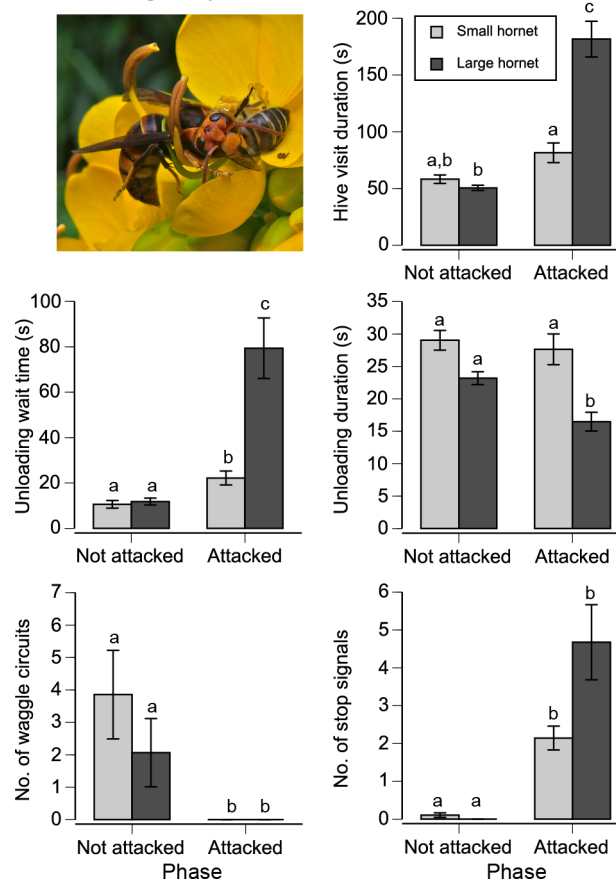 Small hornet
Large hornet
Hive visit duration (s)
200
150
100
50
0
a,b
b
a
c
Not attacked
Attacked
Unloading wait time (s)
100
80
60
40
20
0
a
a
b
c
Not attacked
Attacked
Unloading duration (s)
35
30
25
20
15
10
5
0
a
a
a
b
Not attacked
Attacked
No. of waggle circuits
7
6
5
4
3
2
1
0
a
a
b
b
Not attacked
Attacked
Phase
No. of stop signals
6
5
4
3
2
1
0
a
a
b
b
Not attacked
Attacked
Phase